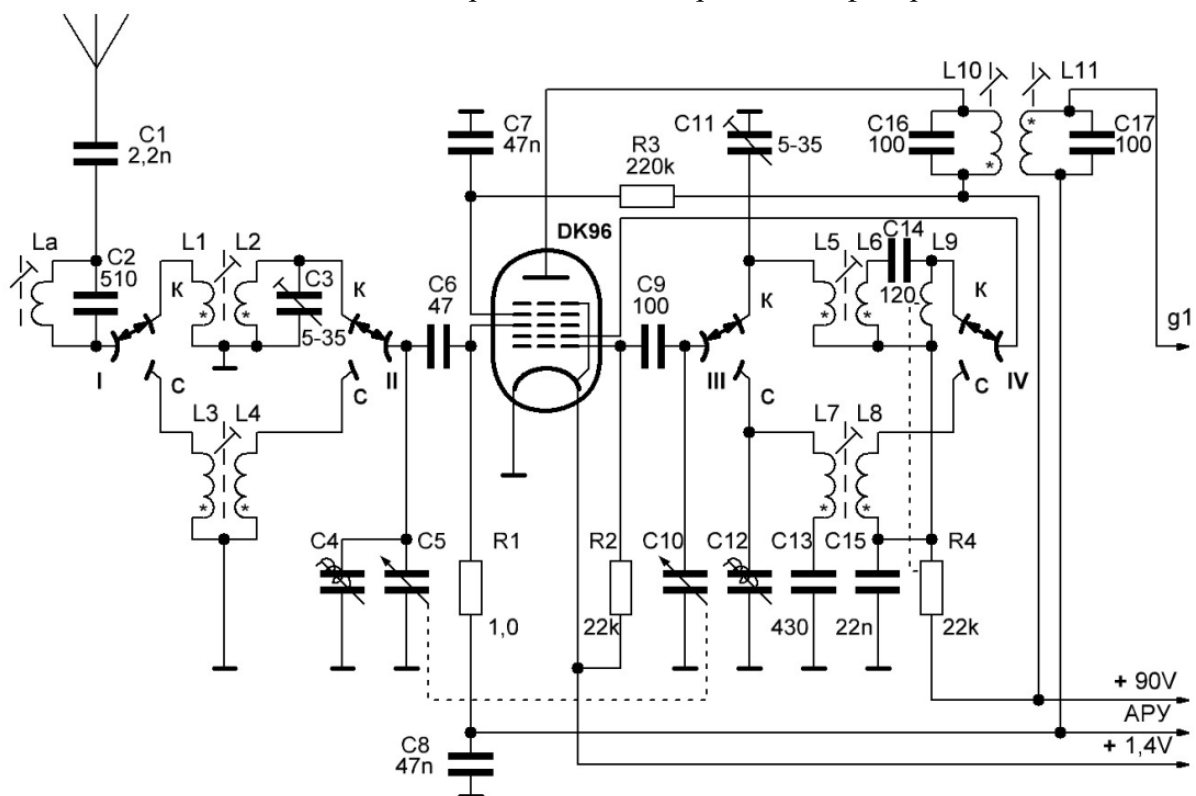 C1
2,2n
C7
47n
C11
5-35
R3
220k
L10
L11
C16
100
*
*
C17
100
DK96
La
C2
510
L1
L2
C3
5-35
K
K
*
*
I
C
II
C
C6
47
C9
100
L5
L6
C14
120
L9
K
K
*
*
III
C
IV
C
g1
L3
L4
*
*
L7
L8
*
*
C4
C5
R1
1,0
R2
22k
C10
C12
C13
430
C15
22n
R4
22k
C8
47n
+ 90V
АРУ
+ 1,4V